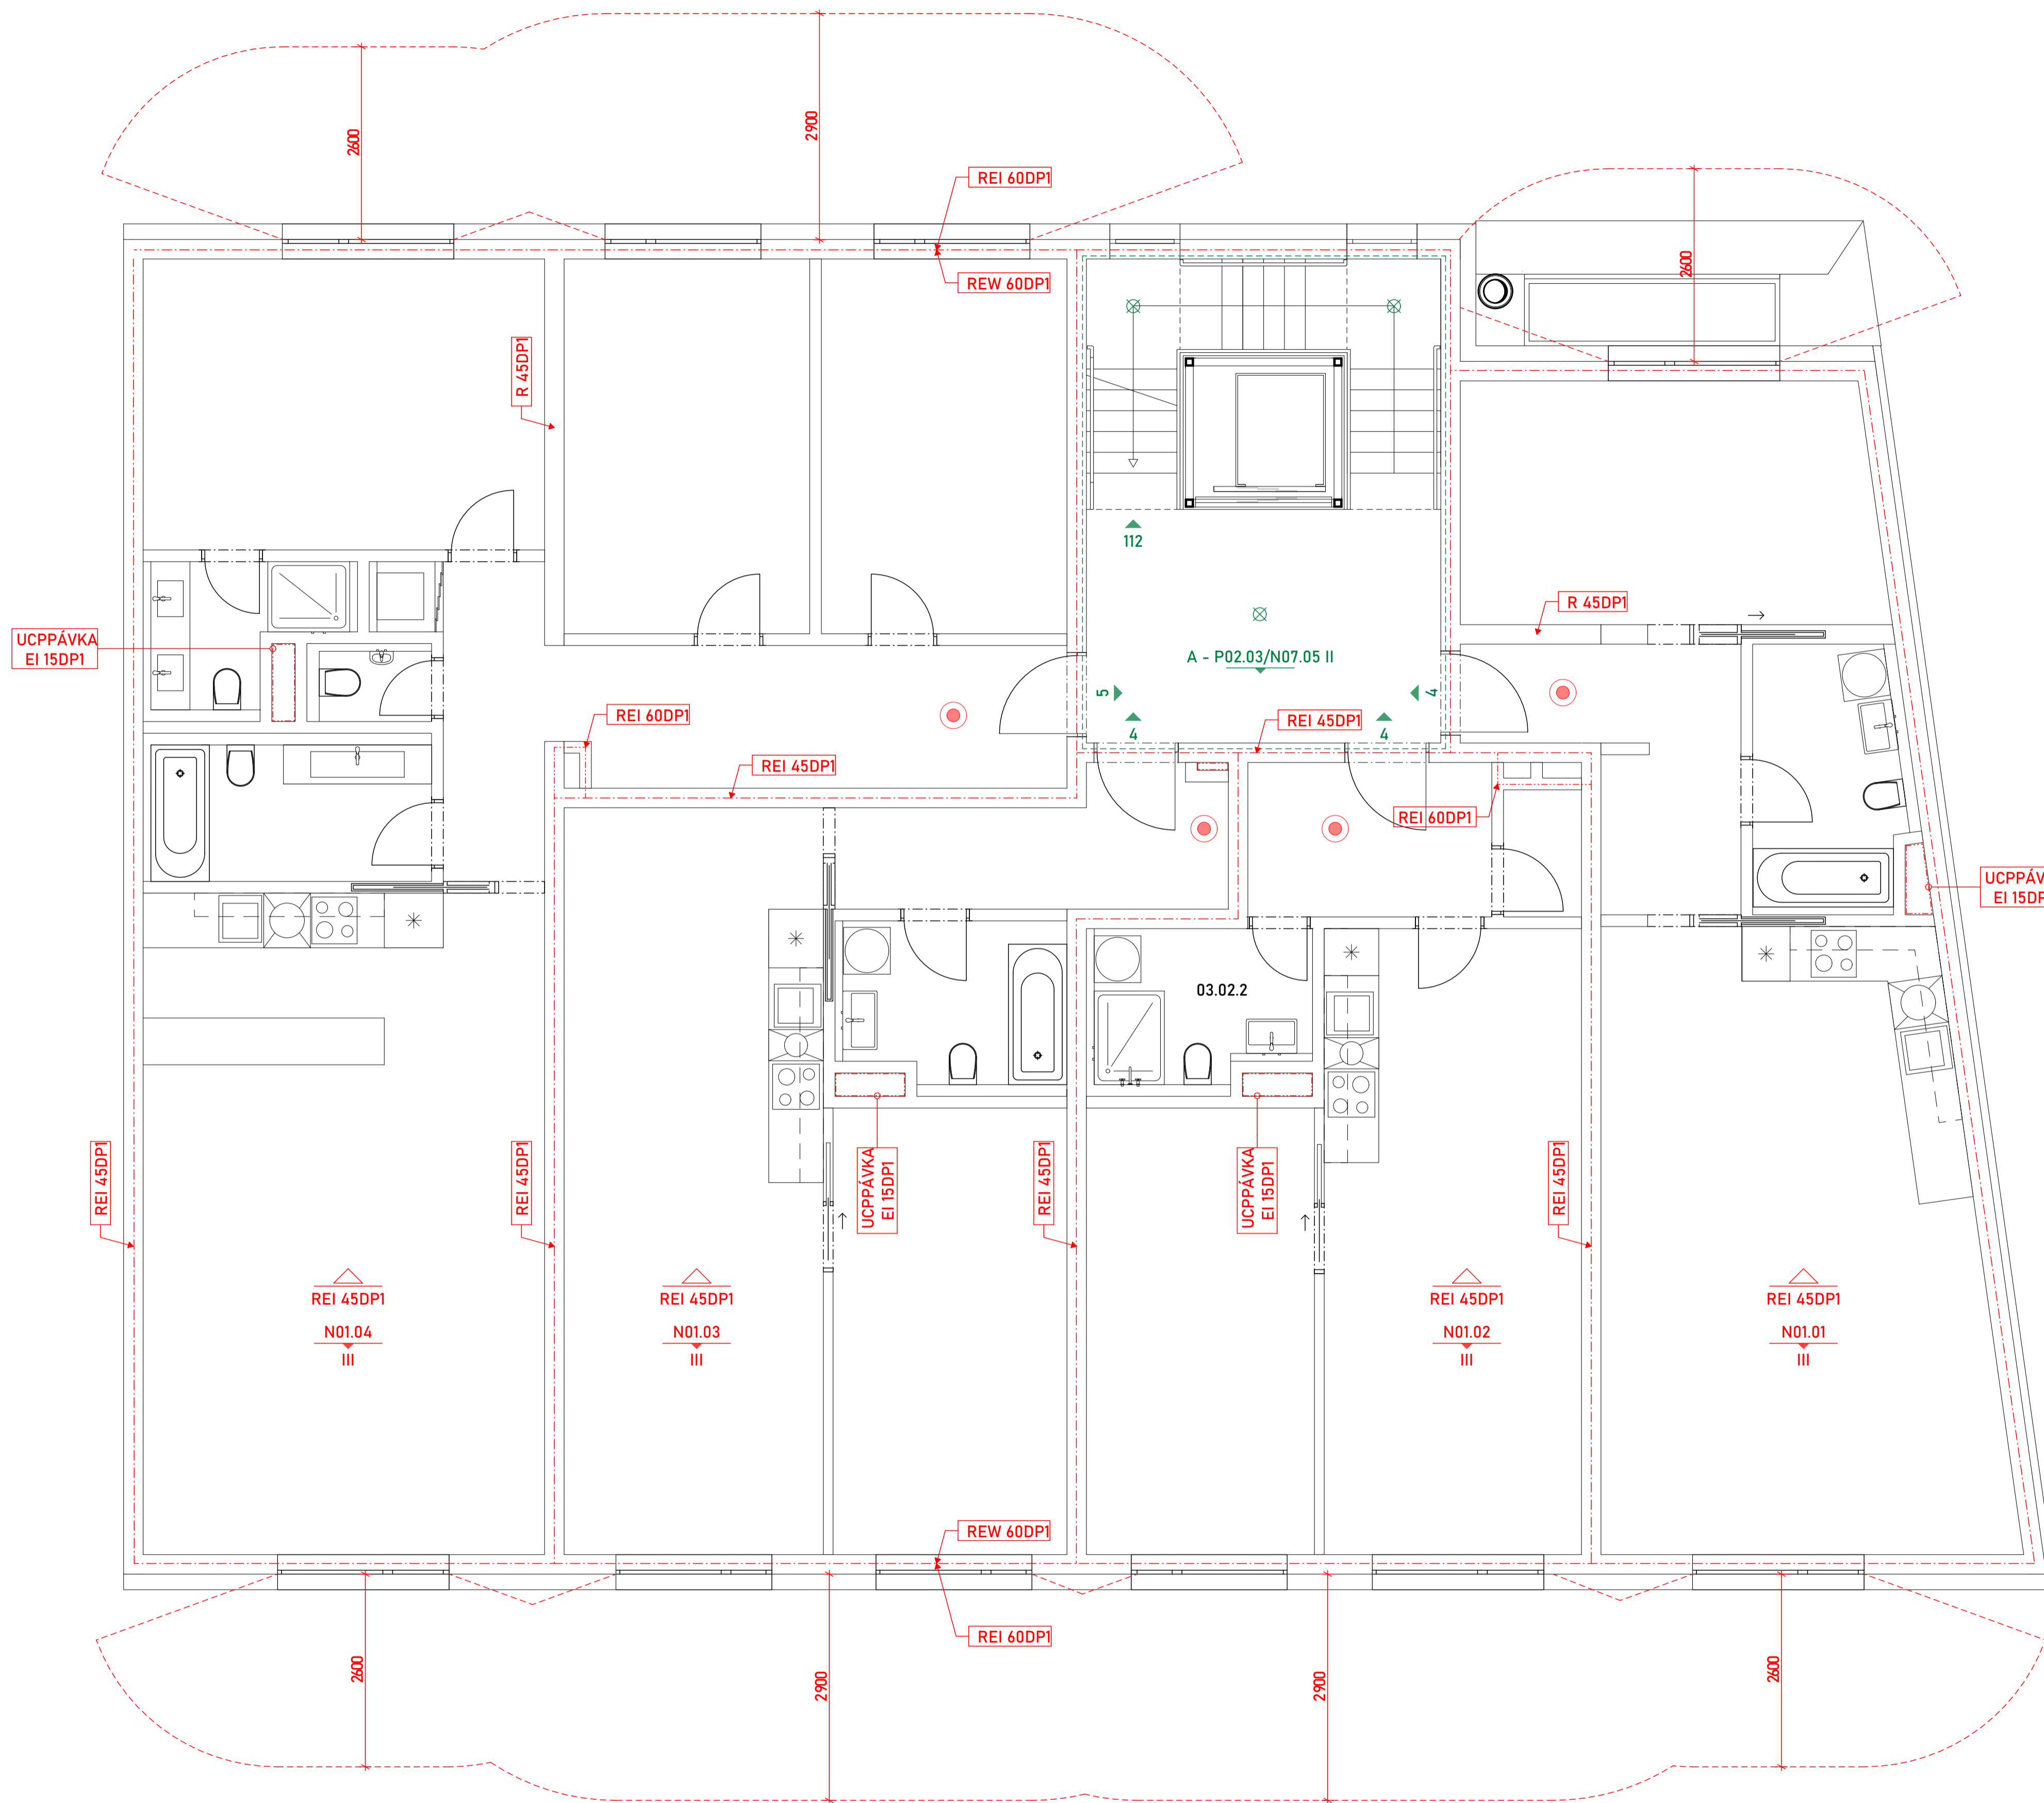 2600
2900
REI 60DP1
REW 60DP1
2600
R 45DP1
112
R 45DP1
UCPPÁVKA
EI 15DP1
A - P02.03/N07.05 II
5
4
4
4
REI 60DP1
REI 45DP1
REI 45DP1
REI 60DP1
UCPPÁV
EI 15DP
03.02.2
REI 45DP1
REI 45DP1
UCPPÁVKA
EI 15DP1
REI 45DP1
UCPPÁVKA
EI 15DP1
REI 45DP1
REI 45DP1
N01.04
III
REI 45DP1
N01.03
III
REI 45DP1
N01.02
III
REI 45DP1
N01.01
III
REW 60DP1
REI 60DP1
2600
2900
2900
2600